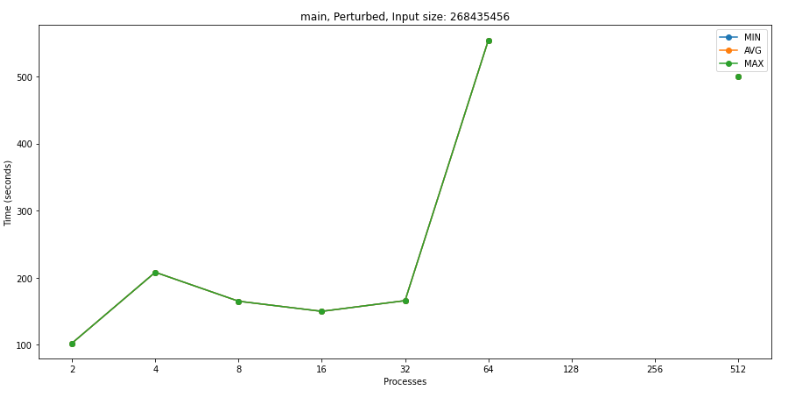 main, Perturbed, Input size: 268435456
MIN
AVG
MAX
500
400
300
200
100
Time (seconds)
2 4 8 16 32 64 128 256 512
Processes